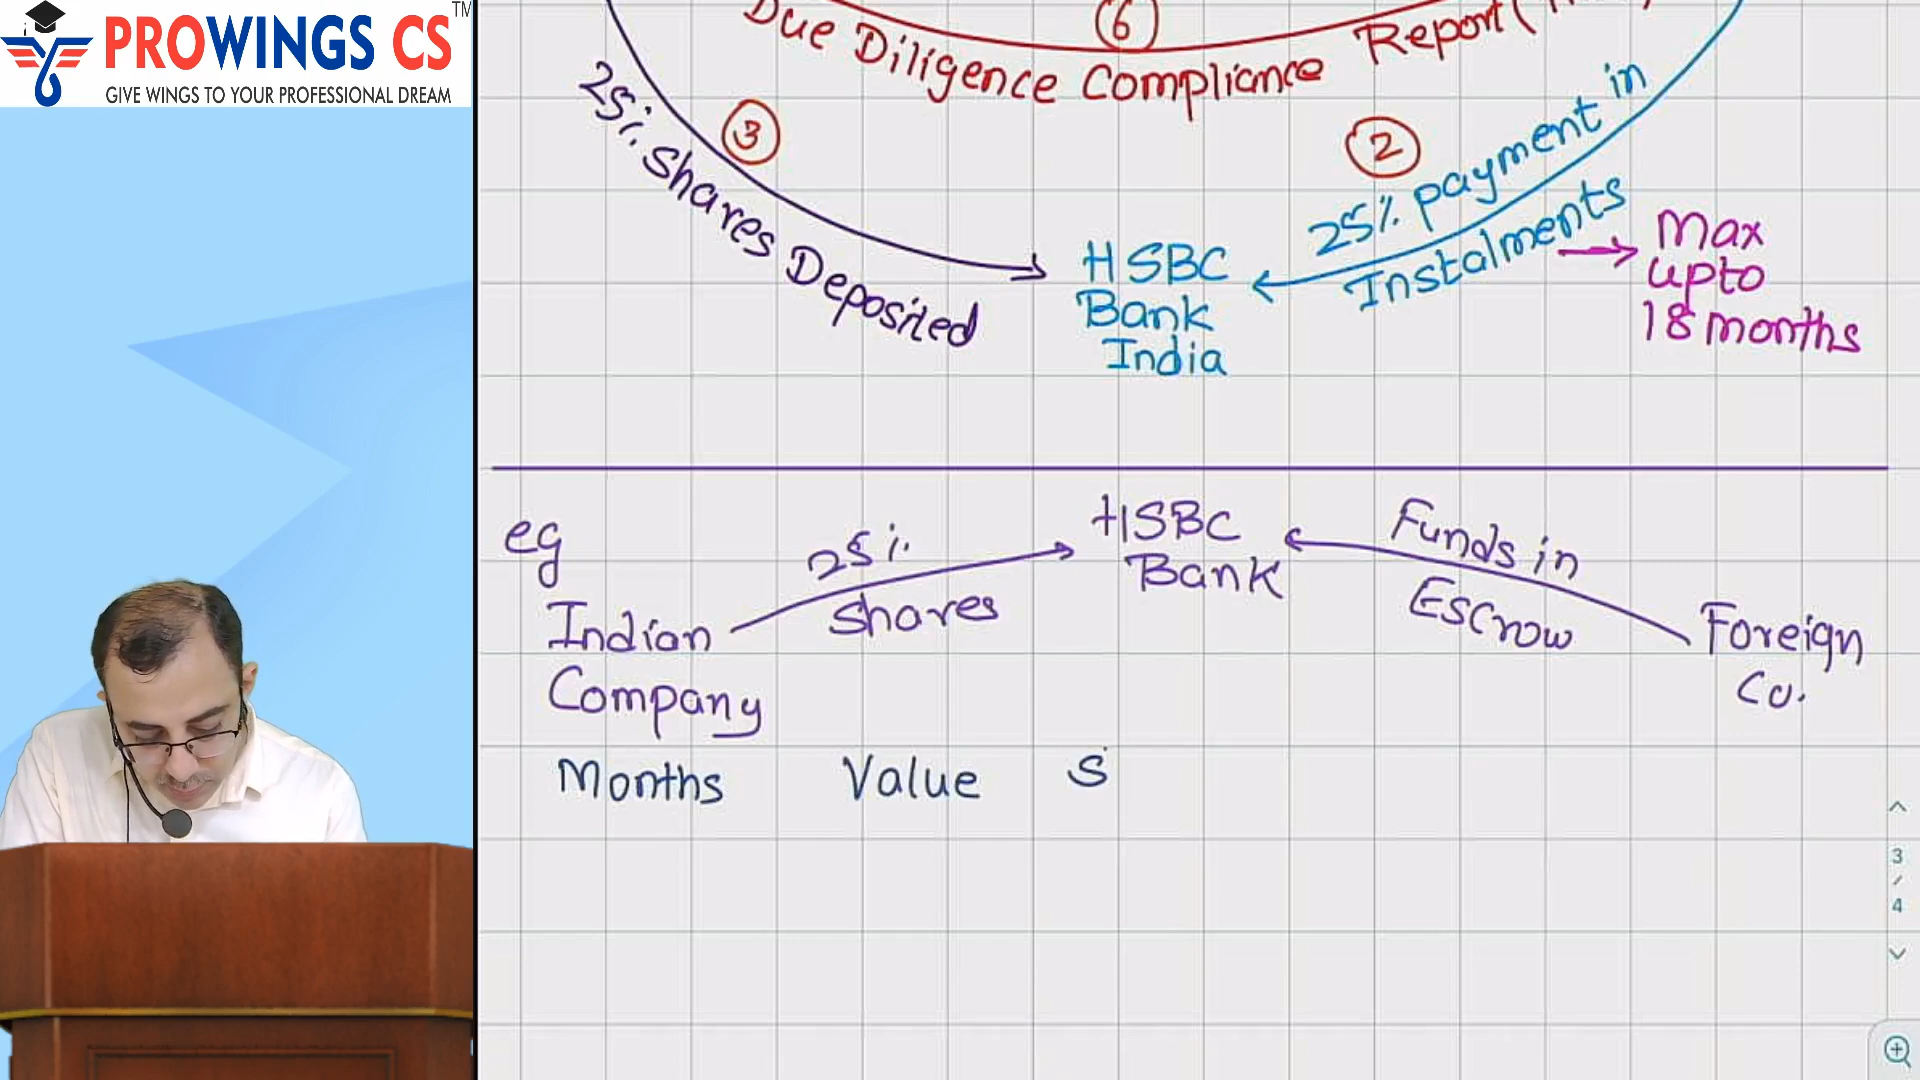 TM
PROWINGS CS
GIVE WINGS TO YOUR PROFESSIONAL DREAM
6
Due Diligence Compliance Report (
3
25% Shares Deposited
2
25% payment in
Instalments
Max
upto
18 months
HSBC
Bank
India
eg
25%
Shares
HSBC
Bank
Funds in
Escrow
Indian
Company
Foreign
Co.
Months Value S
3
/
4